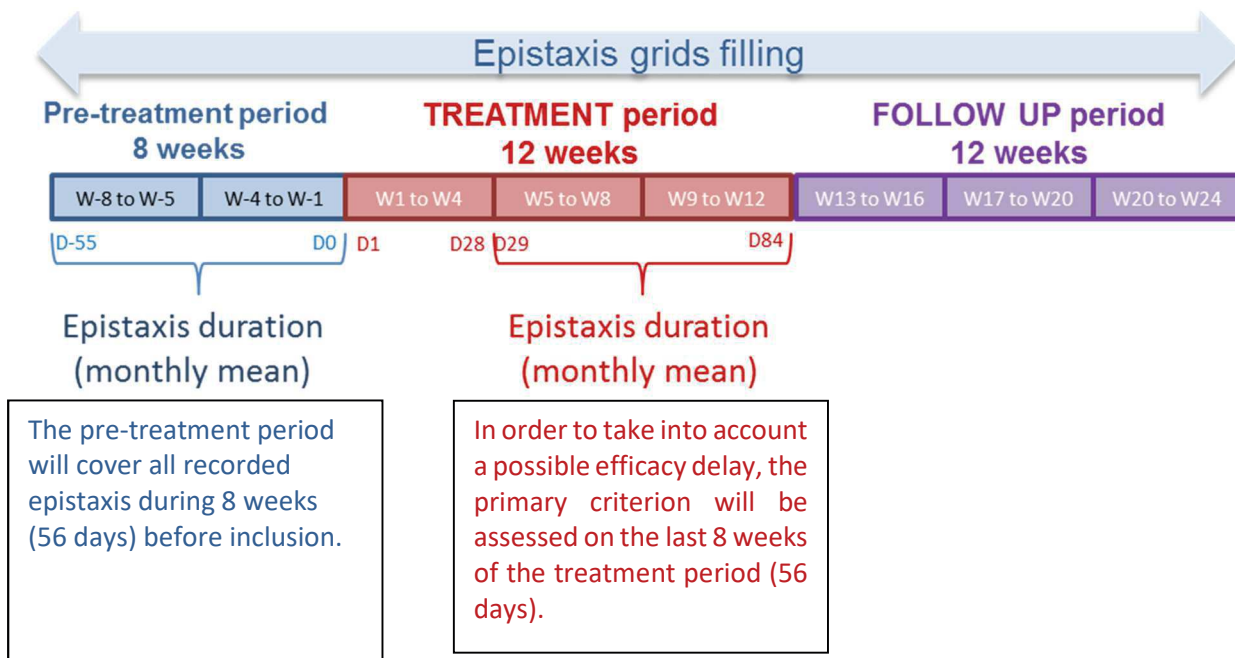 Epistaxis grids filling
Pre-treatment period
8 weeks
TREATMENT period
12 weeks
FOLLOW UP period
12 weeks
W-8 to W-5
W-4 to W-1
W1 to W4
W5 to W8
W9 to W12
W13 to W16
W17 to W20
W20 to W24
D-55
D0
D1
D28
D29
D84
Epistaxis duration
(monthly mean)
Epistaxis duration
(monthly mean)
The pre-treatment period
will cover all recorded
epistaxis during 8 weeks
(56 days) before inclusion.
In order to take into account
a possible efficacy delay, the
primary criterion will be
assessed on the last 8 weeks
of the treatment period (56
days).